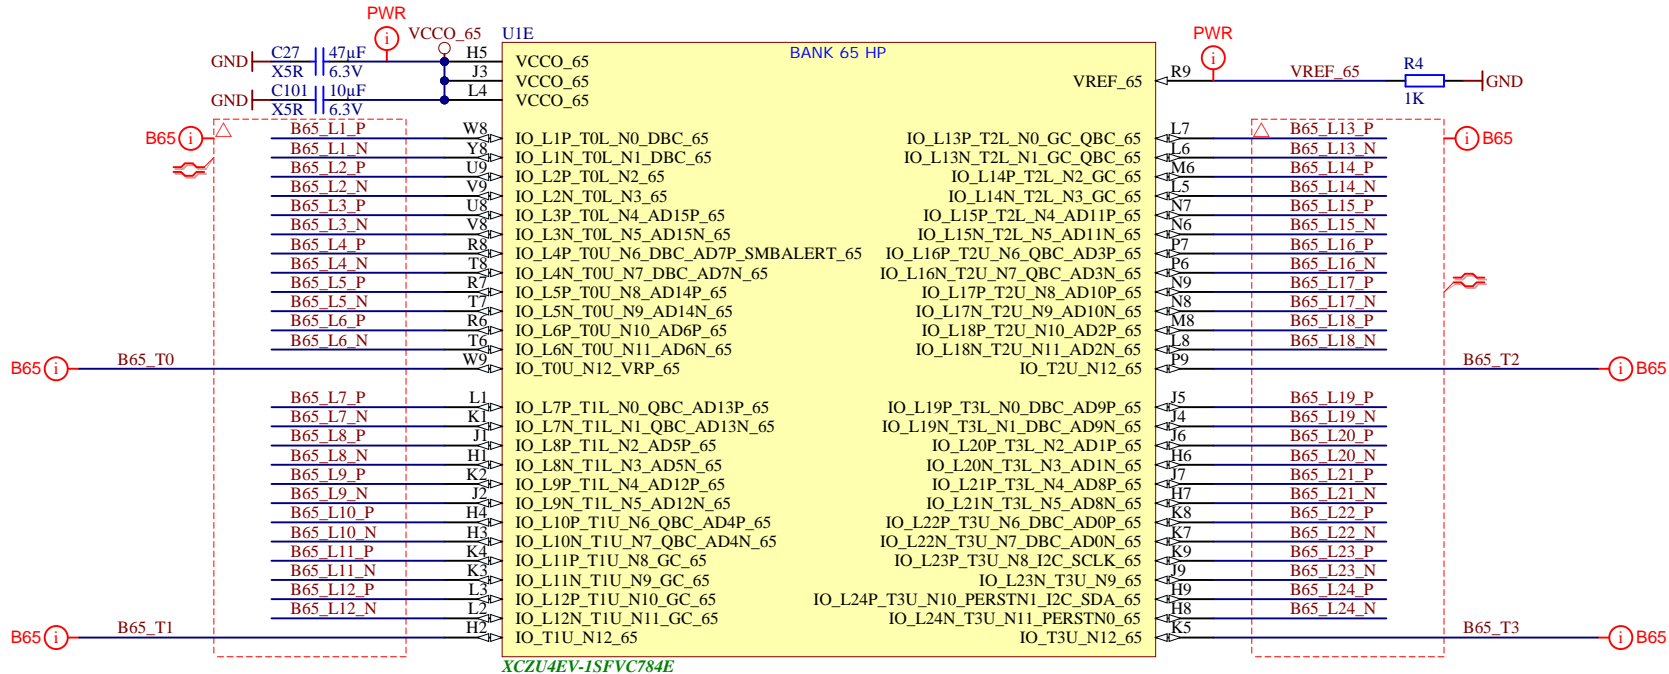 PWR
VCCO_65
U1E
BANK 65 HP
PWR
GND C27 47µF H5 VCCO_65
X5R 6.3V J3 VCCO_65
GND C101 10µF L4 VCCO_65
X5R 6.3V
VREF_65 R9 VREF_65 R4 GND
1K
B65 i B65_L1_P W8 IO_L1P_T0L_N0_DBC_65
B65_L1_N Y8 IO_L1N_T0L_N1_DBC_65
B65_L2_P U9 IO_L2P_T0L_N2_65
B65_L2_N V9 IO_L2N_T0L_N3_65
B65_L3_P U8 IO_L3P_T0L_N4_AD15P_65
B65_L3_N V8 IO_L3N_T0L_N5_AD15N_65
B65_L4_P R8 IO_L4P_T0U_N6_DBC_AD7P_SMBALERT_65
B65_L4_N T8 IO_L4N_T0U_N7_DBC_AD7N_65
B65_L5_P R7 IO_L5P_T0U_N8_AD14P_65
B65_L5_N T7 IO_L5N_T0U_N9_AD14N_65
B65_L6_P R6 IO_L6P_T0U_N10_AD6P_65
B65_L6_N T6 IO_L6N_T0U_N11_AD6N_65
B65 i B65_T0 W9 IO_T0U_N12_VRP_65
B65_L7_P L1 IO_L7P_T1L_N0_QBC_AD13P_65
B65_L7_N K1 IO_L7N_T1L_N1_QBC_AD13N_65
B65_L8_P J1 IO_L8P_T1L_N2_AD5P_65
B65_L8_N H1 IO_L8N_T1L_N3_AD5N_65
B65_L9_P K2 IO_L9P_T1L_N4_AD12P_65
B65_L9_N J2 IO_L9N_T1L_N5_AD12N_65
B65_L10_P H4 IO_L10P_T1U_N6_QBC_AD4P_65
B65_L10_N H3 IO_L10N_T1U_N7_QBC_AD4N_65
B65_L11_P K4 IO_L11P_T1U_N8_GC_65
B65_L11_N K3 IO_L11N_T1U_N9_GC_65
B65_L12_P L3 IO_L12P_T1U_N10_GC_65
B65_L12_N L2 IO_L12N_T1U_N11_GC_65
B65 i B65_T1 H2 IO_T1U_N12_65
IO_L13P_T2L_N0_GC_QBC_65 L7 B65_L13_P i B65
IO_L13N_T2L_N1_GC_QBC_65 L6 B65_L13_N
IO_L14P_T2L_N2_GC_65 M6 B65_L14_P
IO_L14N_T2L_N3_GC_65 L5 B65_L14_N
IO_L15P_T2L_N4_AD11P_65 N7 B65_L15_P
IO_L15N_T2L_N5_AD11N_65 N6 B65_L15_N
IO_L16P_T2U_N6_QBC_AD3P_65 P7 B65_L16_P
IO_L16N_T2U_N7_QBC_AD3N_65 P6 B65_L16_N
IO_L17P_T2U_N8_AD10P_65 N9 B65_L17_P
IO_L17N_T2U_N9_AD10N_65 N8 B65_L17_N
IO_L18P_T2U_N10_AD2P_65 M8 B65_L18_P
IO_L18N_T2U_N11_AD2N_65 L8 B65_L18_N
IO_T2U_N12_65 P9 B65_T2 i B65
IO_L19P_T3L_N0_DBC_AD9P_65 J5 B65_L19_P
IO_L19N_T3L_N1_DBC_AD9N_65 J4 B65_L19_N
IO_L20P_T3L_N2_AD1P_65 J6 B65_L20_P
IO_L20N_T3L_N3_AD1N_65 H6 B65_L20_N
IO_L21P_T3L_N4_AD8P_65 J7 B65_L21_P
IO_L21N_T3L_N5_AD8N_65 H7 B65_L21_N
IO_L22P_T3U_N6_DBC_AD0P_65 K8 B65_L22_P
IO_L22N_T3U_N7_DBC_AD0N_65 K7 B65_L22_N
IO_L23P_T3U_N8_I2C_SCLK_65 K9 B65_L23_P
IO_L23N_T3U_N9_65 J9 B65_L23_N
IO_L24P_T3U_N10_PERSTN1_I2C_SDA_65 H9 B65_L24_P
IO_L24N_T3U_N11_PERSTN0_65 H8 B65_L24_N
IO_T3U_N12_65 K5 B65_T3 i B65
XCZU4EV-1SFVC784E